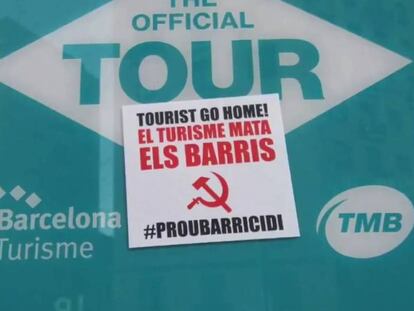 THE
OFFICIAL
TOUR
TOURIST GO HOME!
EL TURISME MATA
ELS BARRIS
#PROUBARRICIDI
Barcelona
Turisme
TMB